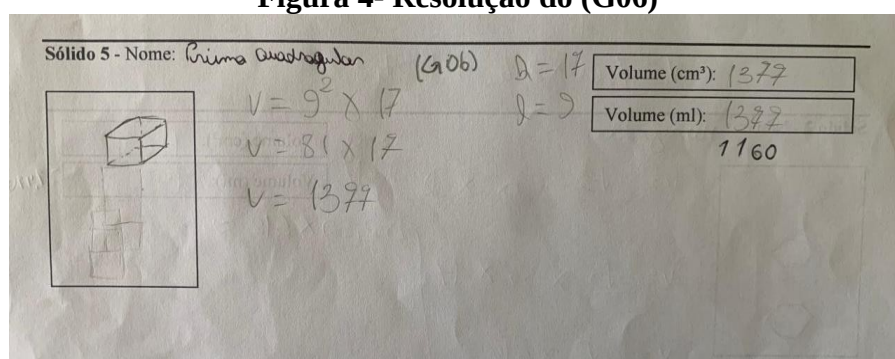 Figura 4- Resolução do (G06)
Sólido 5 - Nome: Prisma Quadragular (G06) h = 17 Volume (cm³): 1377
V = 9² x 17 l = 9 Volume (ml): 1377
V = 81 x 17 1160
V = 1377